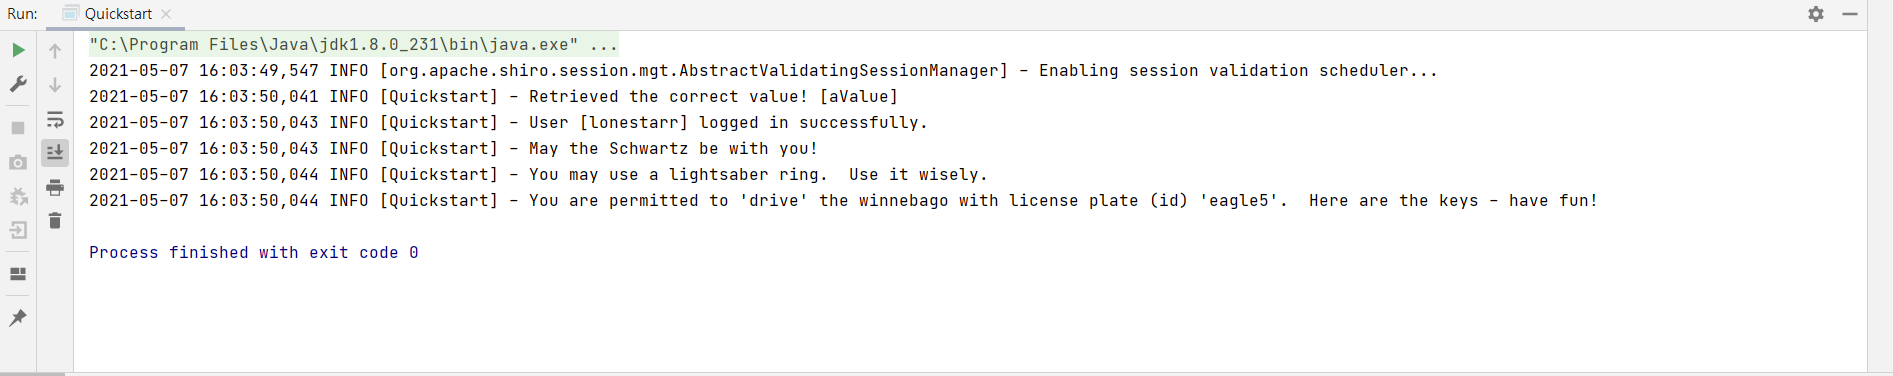 Run: Quickstart
"C:\Program Files\Java\jdk1.8.0_231\bin\java.exe" ...
2021-05-07 16:03:49,547 INFO [org.apache.shiro.session.mgt.AbstractValidatingSessionManager] - Enabling session validation scheduler...
2021-05-07 16:03:50,041 INFO [Quickstart] - Retrieved the correct value! [aValue]
2021-05-07 16:03:50,043 INFO [Quickstart] - User [lonestarr] logged in successfully.
2021-05-07 16:03:50,043 INFO [Quickstart] - May the Schwartz be with you!
2021-05-07 16:03:50,044 INFO [Quickstart] - You may use a lightsaber ring.  Use it wisely.
2021-05-07 16:03:50,044 INFO [Quickstart] - You are permitted to 'drive' the winnebago with license plate (id) 'eagle5'.  Here are the keys - have fun!
Process finished with exit code 0